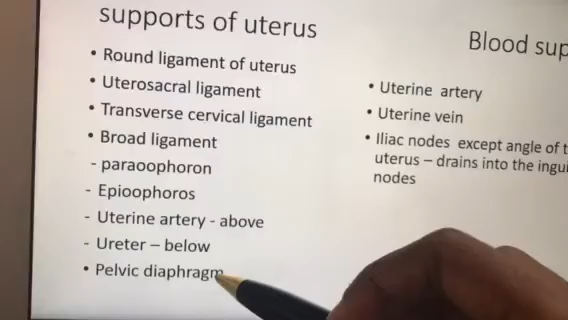 supports of uterus
• Round ligament of uterus
• Uterosacral ligament
• Transverse cervical ligament
• Broad ligament
- paraoophoron
- Epioophoros
- Uterine artery - above
- Ureter – below
• Pelvic diaphragm
Blood sup
• Uterine artery
• Uterine vein
• Iliac nodes except angle of t
uterus – drains into the ingui
nodes